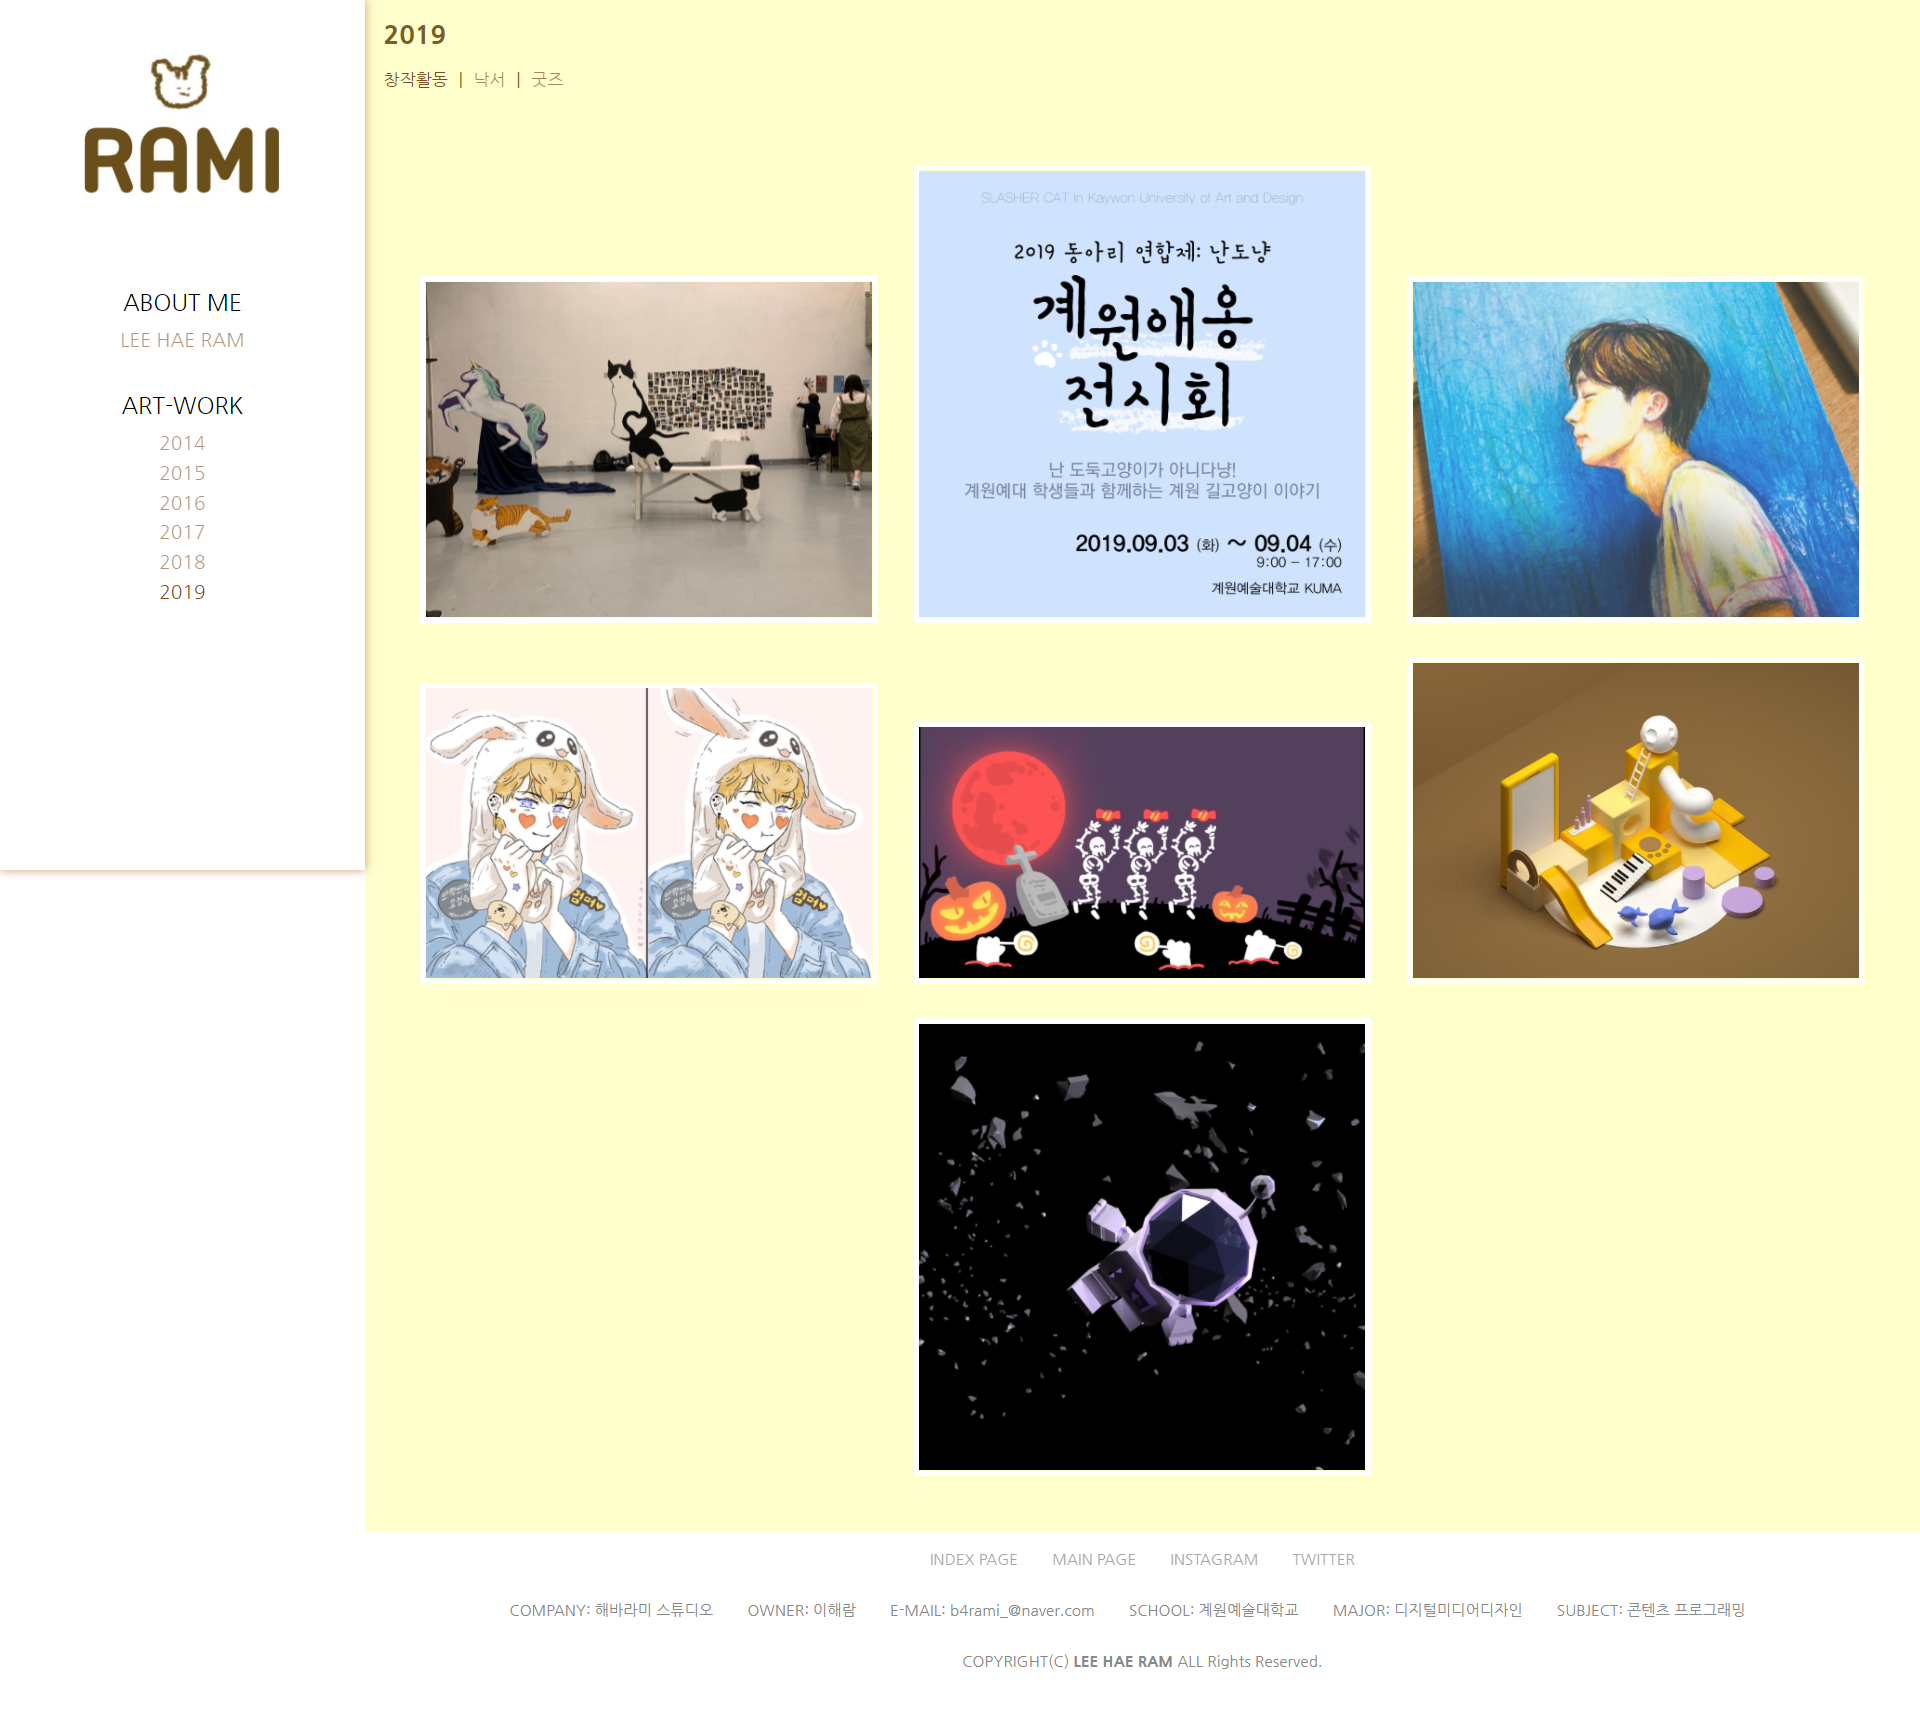 RAMI
ABOUT ME
LEE HAE RAM
ART-WORK
2014
2015
2016
2017
2018
2019
2019
창작활동 | 낙서 | 굿즈
SLASHER CAT in Kaywon University of Art and Design
2019 동아리 연합제: 난도냥
계원애옹
전시회
난 도둑고양이가 아니다냥!
계원예대 학생들과 함께하는 계원 길고양이 이야기
2019.09.03 (화) ~ 09.04 (수)
9:00 - 17:00
계원예술대학교 KUMA
INDEX PAGE MAIN PAGE INSTAGRAM TWITTER
COMPANY: 해바라미 스튜디오 OWNER: 이해람 E-MAIL: b4rami_@naver.com SCHOOL: 계원예술대학교 MAJOR: 디지털미디어디자인 SUBJECT: 콘텐츠 프로그래밍
COPYRIGHT(C) LEE HAE RAM ALL Rights Reserved.